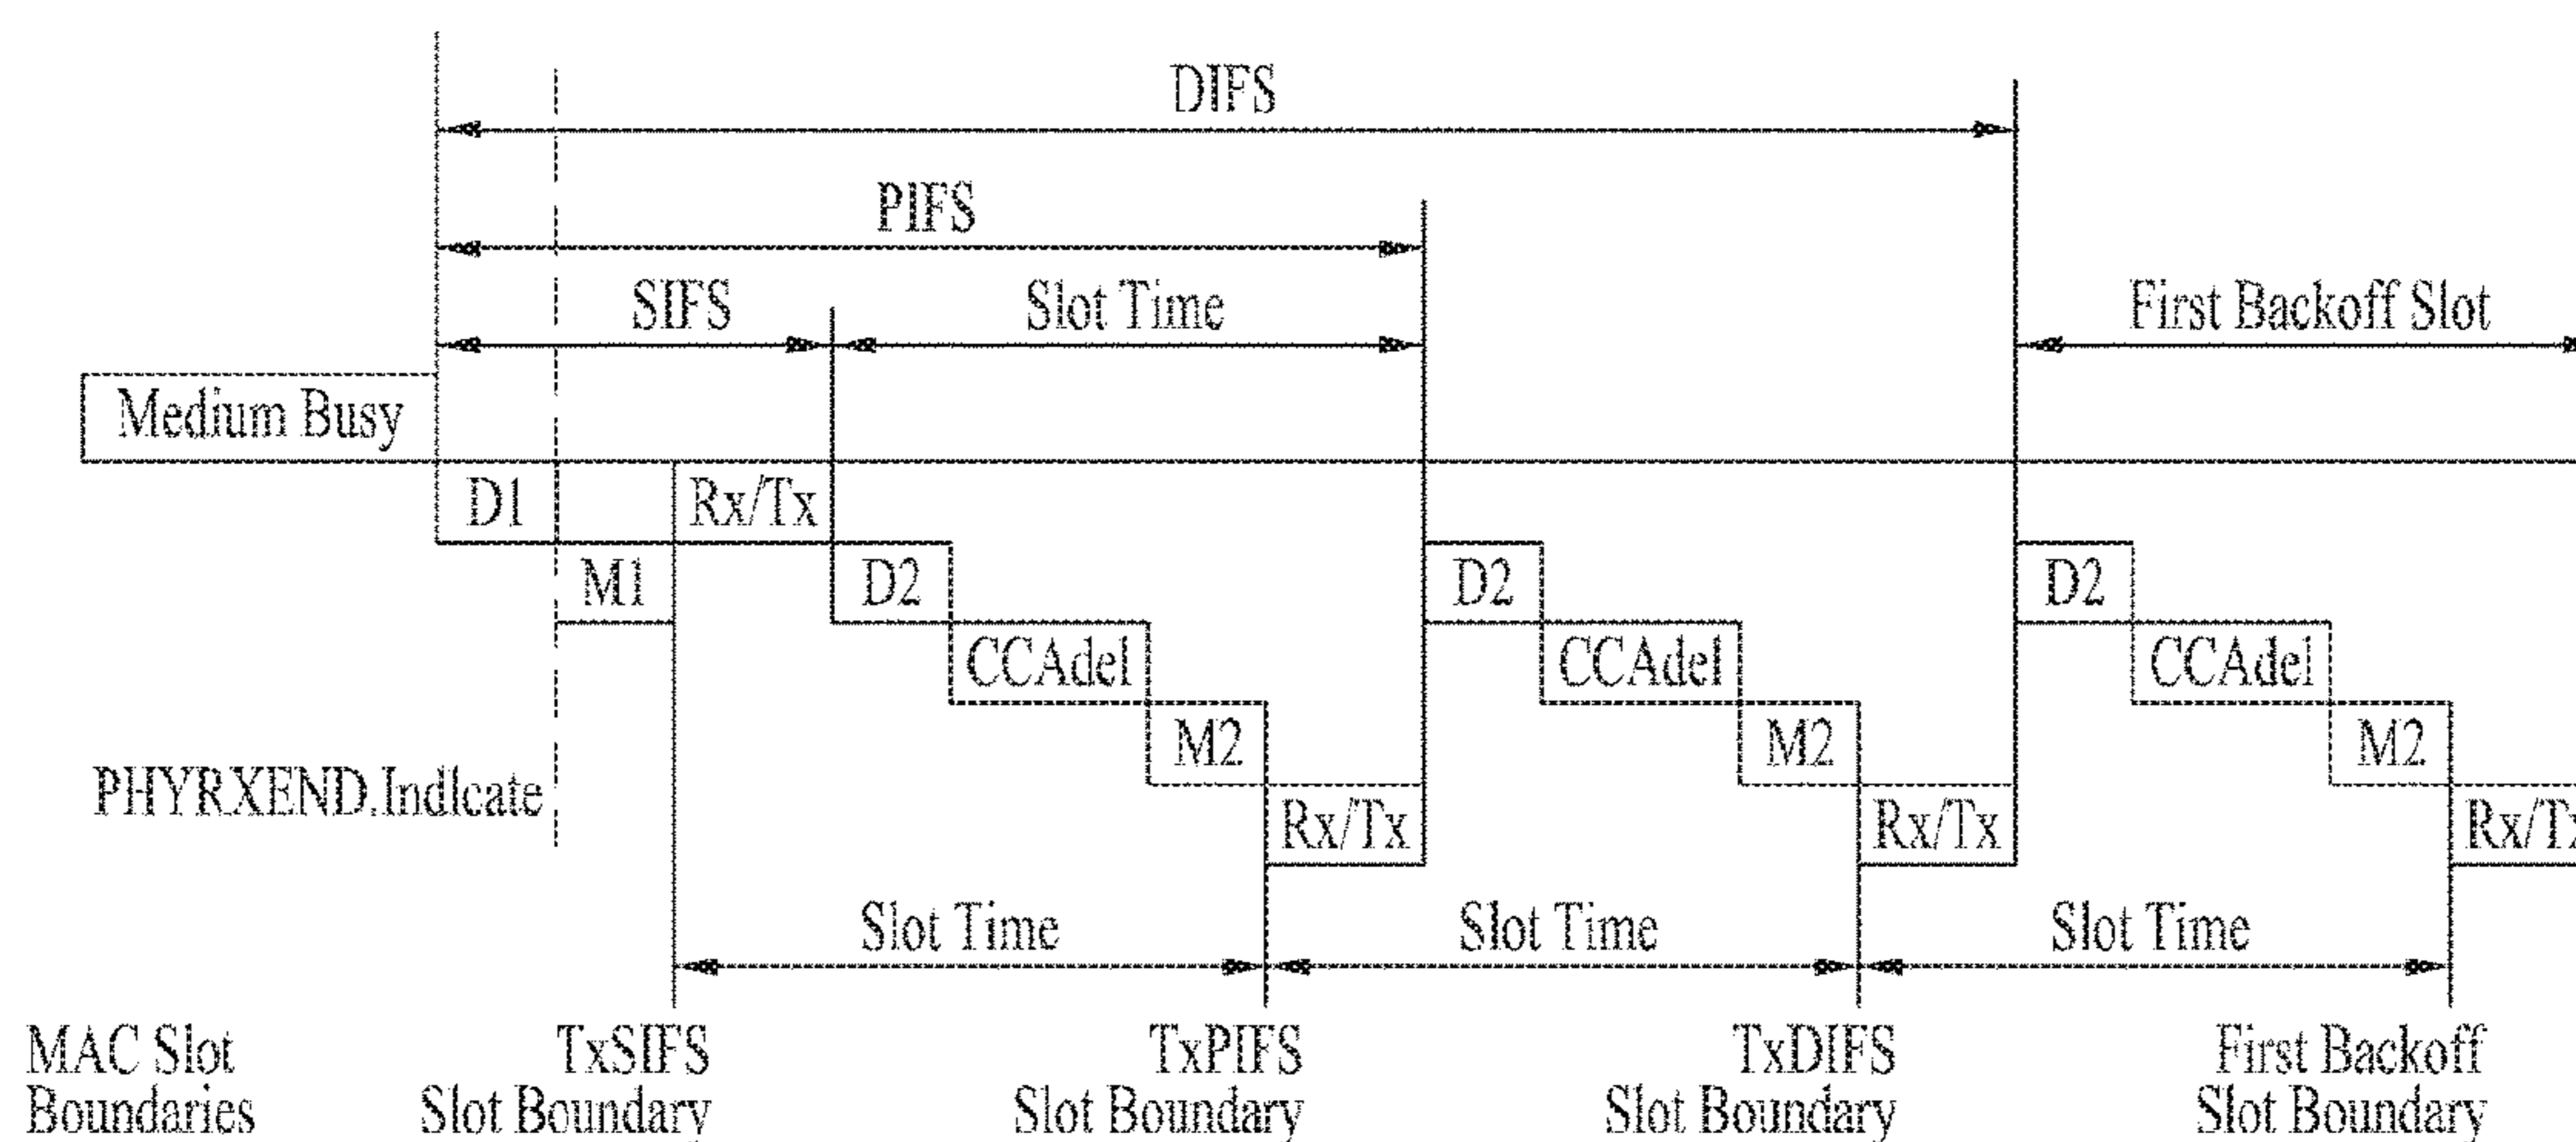 DIFS
PIFS
SIFS
Slot Time
First Backoff Slot
Medium Busy
D1
Rx/Tx
M1
D2
D2
D2
CCAdel
CCAdel
CCAdel
M2
M2
M2
PHYRXEND.Indlcate
Rx/Tx
Rx/Tx
Rx/Tx
Slot Time
Slot Time
Slot Time
MAC Slot
Boundaries
TxSIFS
Slot Boundary
TxPIFS
Slot Boundary
TxDIFS
Slot Boundary
First Backoff
Slot Boundary